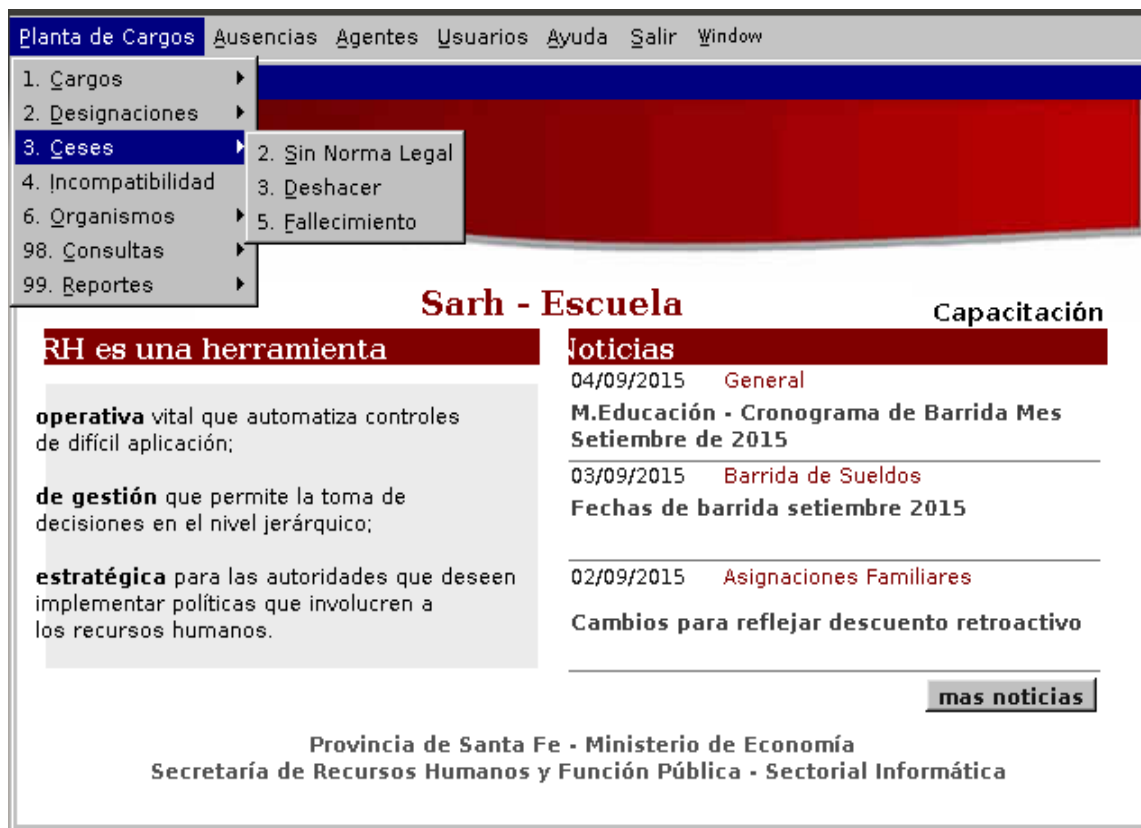 Planta de Cargos Ausencias Agentes Usuarios Ayuda Salir Window
1. Cargos
2. Designaciones
3. Ceses
4. Incompatibilidad
6. Organismos
98. Consultas
99. Reportes
2. Sin Norma Legal
3. Deshacer
5. Fallecimiento
Sarh - Escuela
Capacitación
RH es una herramienta
operativa vital que automatiza controles
de difícil aplicación;
de gestión que permite la toma de
decisiones en el nivel jerárquico;
estratégica para las autoridades que deseen
implementar políticas que involucren a
los recursos humanos.
Noticias
04/09/2015 General
M.Educación - Cronograma de Barrida Mes
Setiembre de 2015
03/09/2015 Barrida de Sueldos
Fechas de barrida setiembre 2015
02/09/2015 Asignaciones Familiares
Cambios para reflejar descuento retroactivo
mas noticias
Provincia de Santa Fe - Ministerio de Economía
Secretaría de Recursos Humanos y Función Pública - Sectorial Informática